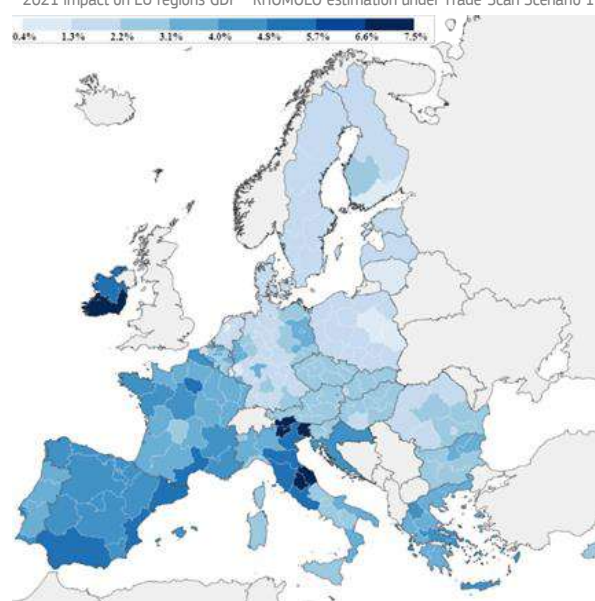 2021 impact on EU regions GDP – RHOMOLO estimation under Trade Scan Scenario 1
0.4% 1.3% 2.2% 3.1% 4.0% 4.8% 5.7% 6.6% 7.5%